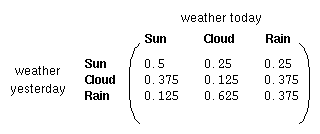 weather today
Sun Cloud Rain
weather yesterday
Sun 0.5 0.25 0.25
Cloud 0.375 0.125 0.375
Rain 0.125 0.625 0.375